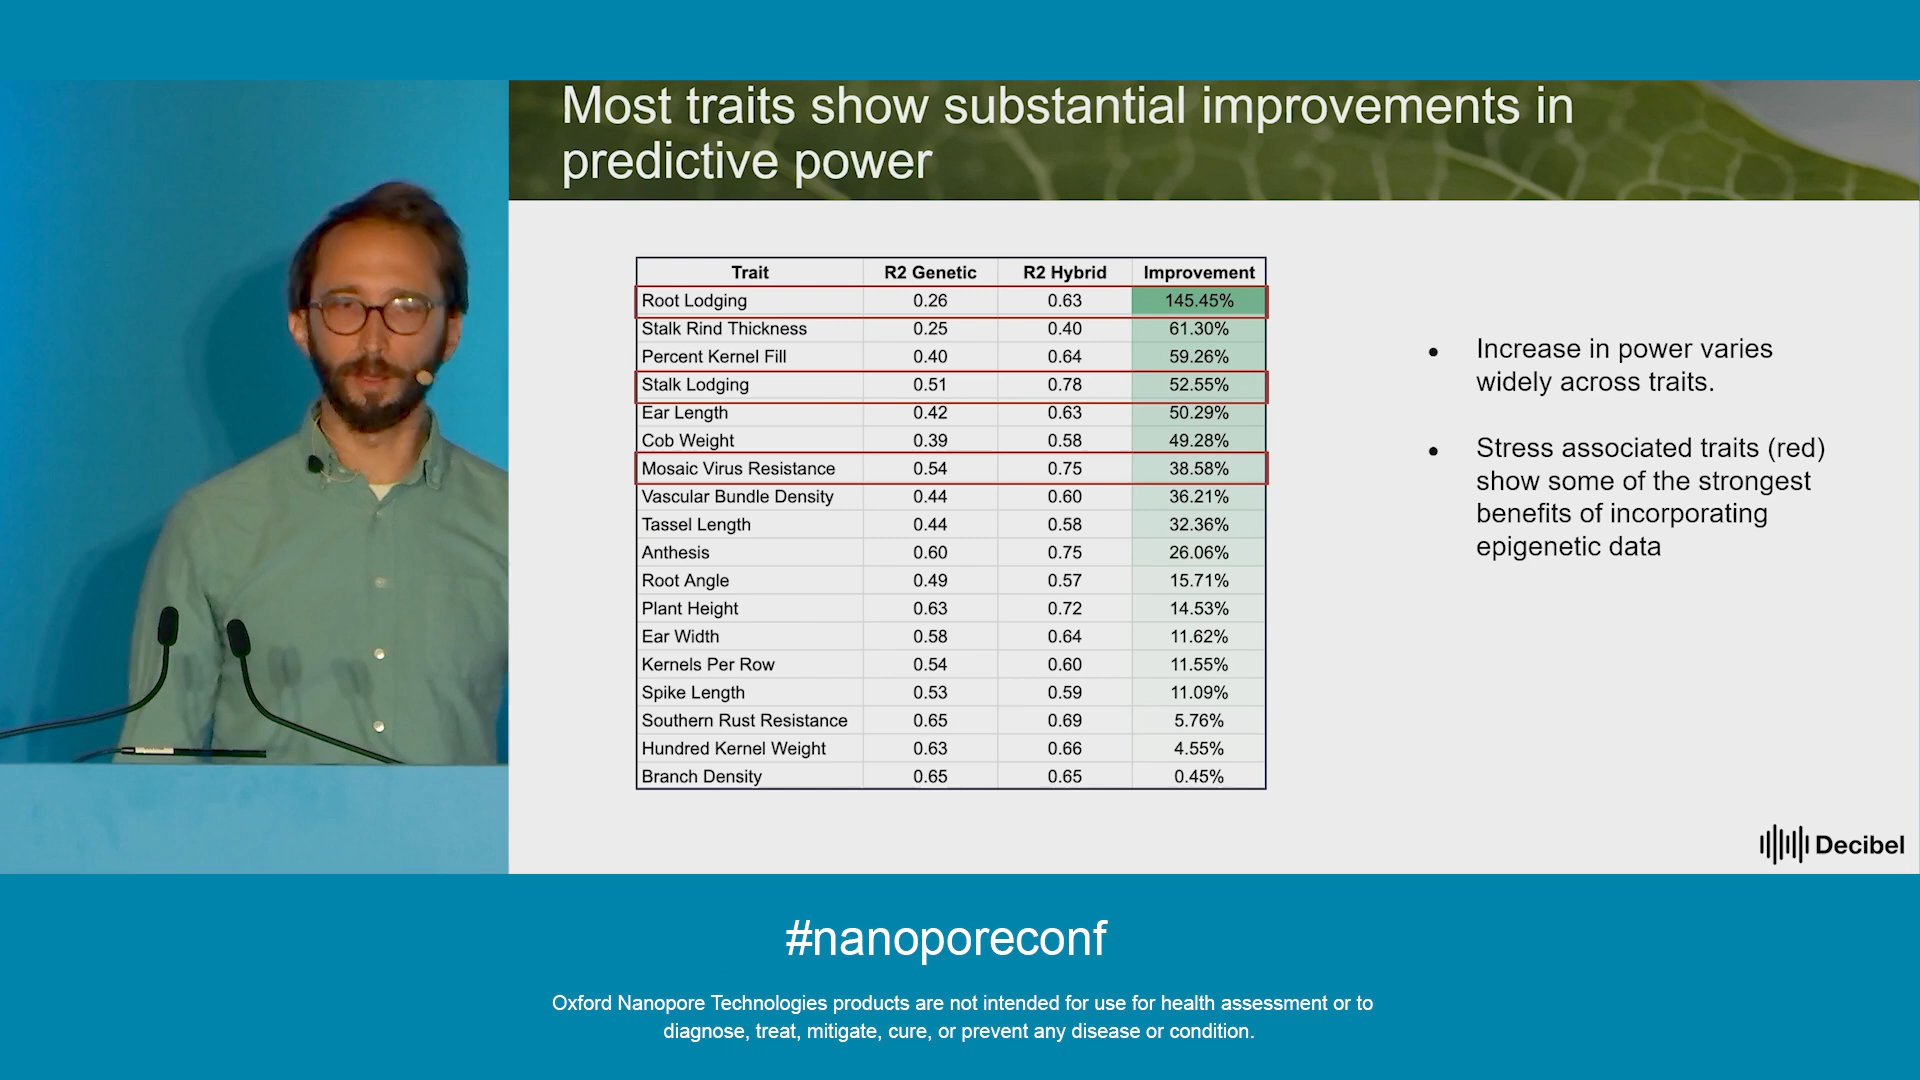 Most traits show substantial improvements in
predictive power
Trait R2 Genetic R2 Hybrid Improvement
Root Lodging 0.26 0.63 145.45%
Stalk Rind Thickness 0.25 0.40 61.30%
Percent Kernel Fill 0.40 0.64 59.26%
Stalk Lodging 0.51 0.78 52.55%
Ear Length 0.42 0.63 50.29%
Cob Weight 0.39 0.58 49.28%
Mosaic Virus Resistance 0.54 0.75 38.58%
Vascular Bundle Density 0.44 0.60 36.21%
Tassel Length 0.44 0.58 32.36%
Anthesis 0.60 0.75 26.06%
Root Angle 0.49 0.57 15.71%
Plant Height 0.63 0.72 14.53%
Ear Width 0.58 0.64 11.62%
Kernels Per Row 0.54 0.60 11.55%
Spike Length 0.53 0.59 11.09%
Southern Rust Resistance 0.65 0.69 5.76%
Hundred Kernel Weight 0.63 0.66 4.55%
Branch Density 0.65 0.65 0.45%
• Increase in power varies
widely across traits.
• Stress associated traits (red)
show some of the strongest
benefits of incorporating
epigenetic data
Decibel
#nanoporeconf
Oxford Nanopore Technologies products are not intended for use for health assessment or to
diagnose, treat, mitigate, cure, or prevent any disease or condition.